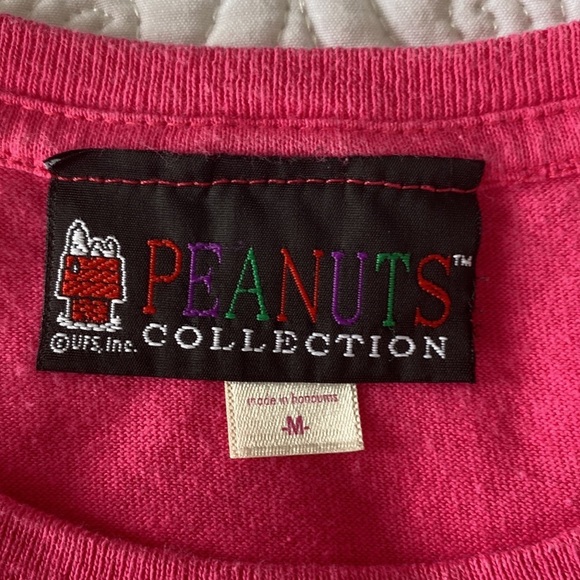 PEANUTS™
COLLECTION
©UFS, Inc.
made in honduras
-M-